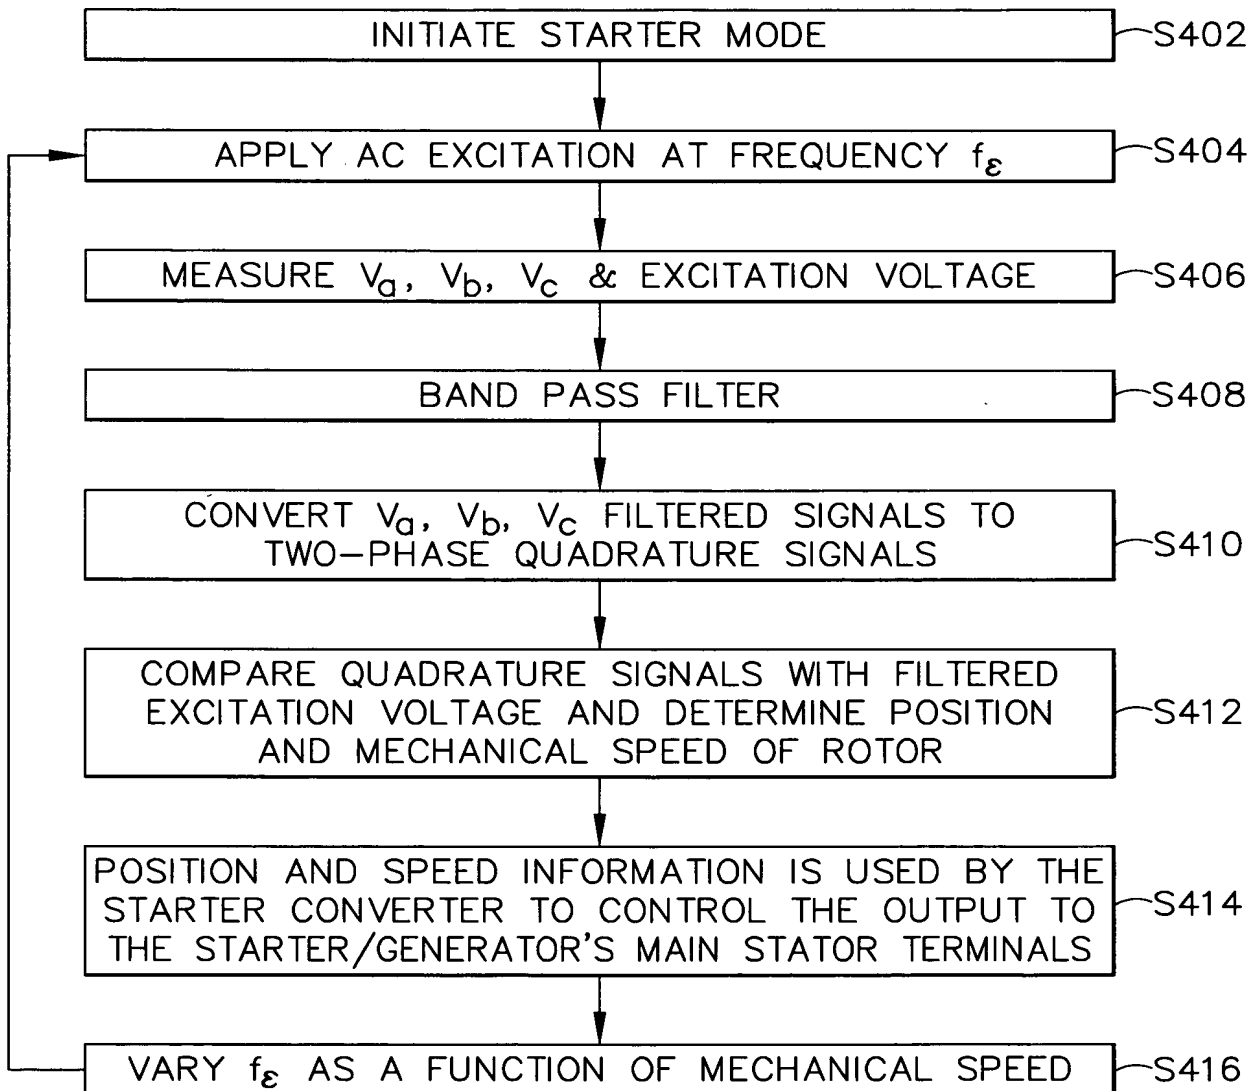 INITIATE STARTER MODE
S402
APPLY AC EXCITATION AT FREQUENCY fε
S404
MEASURE Va, Vb, Vc & EXCITATION VOLTAGE
S406
BAND PASS FILTER
S408
CONVERT Va, Vb, Vc FILTERED SIGNALS TO
TWO-PHASE QUADRATURE SIGNALS
S410
COMPARE QUADRATURE SIGNALS WITH FILTERED
EXCITATION VOLTAGE AND DETERMINE POSITION
AND MECHANICAL SPEED OF ROTOR
S412
POSITION AND SPEED INFORMATION IS USED BY THE
STARTER CONVERTER TO CONTROL THE OUTPUT TO
THE STARTER/GENERATOR'S MAIN STATOR TERMINALS
S414
VARY fε AS A FUNCTION OF MECHANICAL SPEED
S416